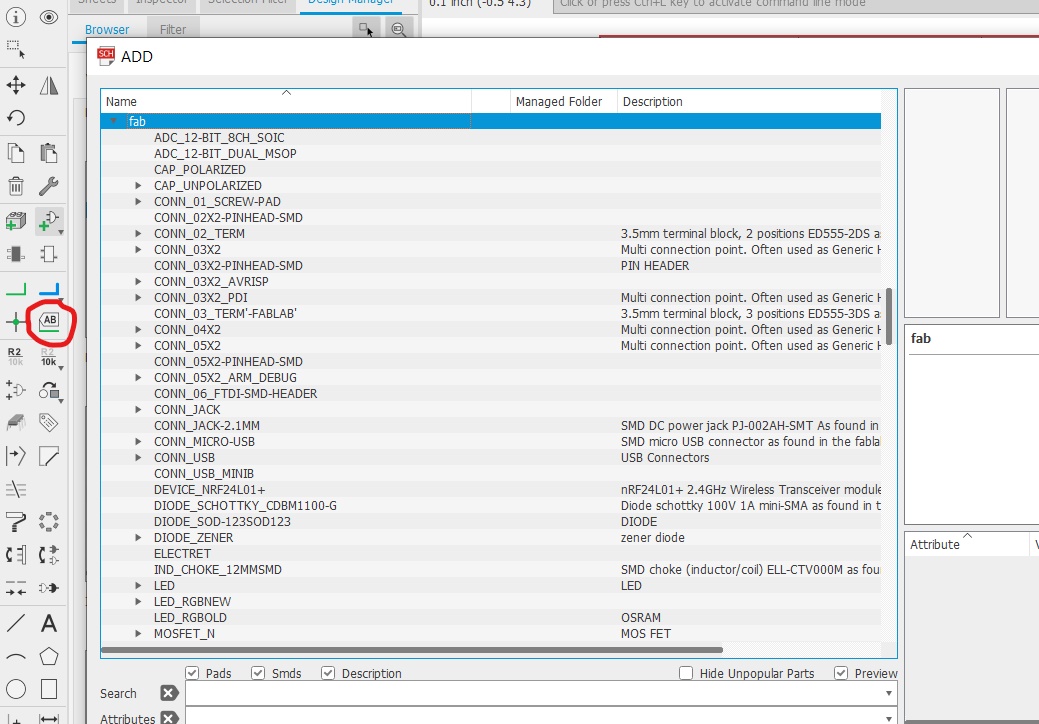 Sheets Inspector Selection Filter Design Manager
0.1 inch (-0.5 4.3) Click or press Ctrl+L key to activate command line mode
Browser Filter
SCH ADD
Name Managed Folder Description
fab
ADC_12-BIT_8CH_SOIC
ADC_12-BIT_DUAL_MSOP
CAP_POLARIZED
CAP_UNPOLARIZED
CONN_01_SCREW-PAD
CONN_02X2-PINHEAD-SMD
CONN_02_TERM 3.5mm terminal block, 2 positions ED555-2DS as
CONN_03X2 Multi connection point. Often used as Generic H
CONN_03X2-PINHEAD-SMD PIN HEADER
CONN_03X2_AVRISP
CONN_03X2_PDI Multi connection point. Often used as Generic H
CONN_03_TERM'-FABLAB' 3.5mm terminal block, 3 positions ED555-3DS as
CONN_04X2 Multi connection point. Often used as Generic H
CONN_05X2 Multi connection point. Often used as Generic H
CONN_05X2-PINHEAD-SMD
CONN_05X2_ARM_DEBUG
CONN_06_FTDI-SMD-HEADER
CONN_JACK
CONN_JACK-2.1MM SMD DC power jack PJ-002AH-SMT As found in
CONN_MICRO-USB SMD micro USB connector as found in the fabla
CONN_USB USB Connectors
CONN_USB_MINIB
DEVICE_NRF24L01+ nRF24L01+ 2.4GHz Wireless Transceiver module
DIODE_SCHOTTKY_CDBM1100-G Diode schottky 100V 1A mini-SMA as found in t
DIODE_SOD-123SOD123 DIODE
DIODE_ZENER zener diode
ELECTRET
IND_CHOKE_12MMSMD SMD choke (inductor/coil) ELL-CTV000M as fou
LED LED
LED_RGBNEW
LED_RGBOLD OSRAM
MOSFET_N MOS FET
Pads Smds Description Hide Unpopular Parts Preview
Search
Attributes
fab
Attribute V
AB
R2 R2
10k 10k
A